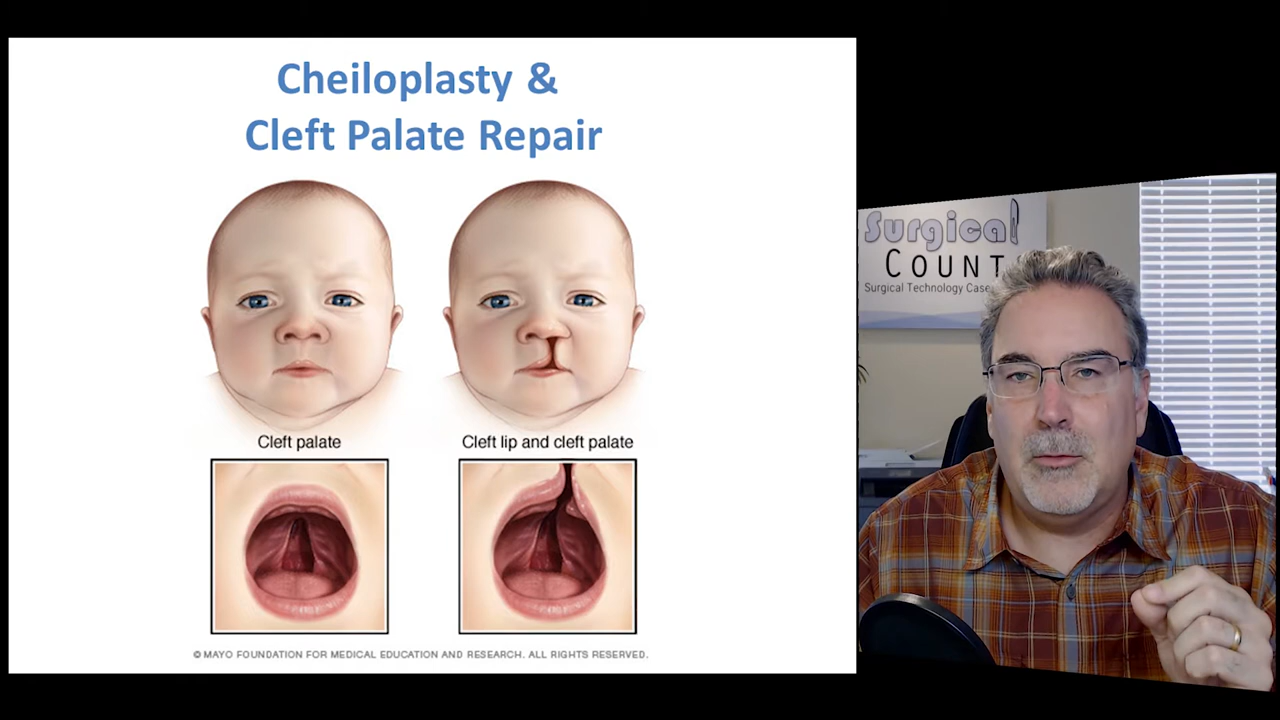 Cheiloplasty &
Cleft Palate Repair
Cleft palate
Cleft lip and cleft palate
© MAYO FOUNDATION FOR MEDICAL EDUCATION AND RESEARCH. ALL RIGHTS RESERVED.
Surgical
COUNT
Surgical Technology Case